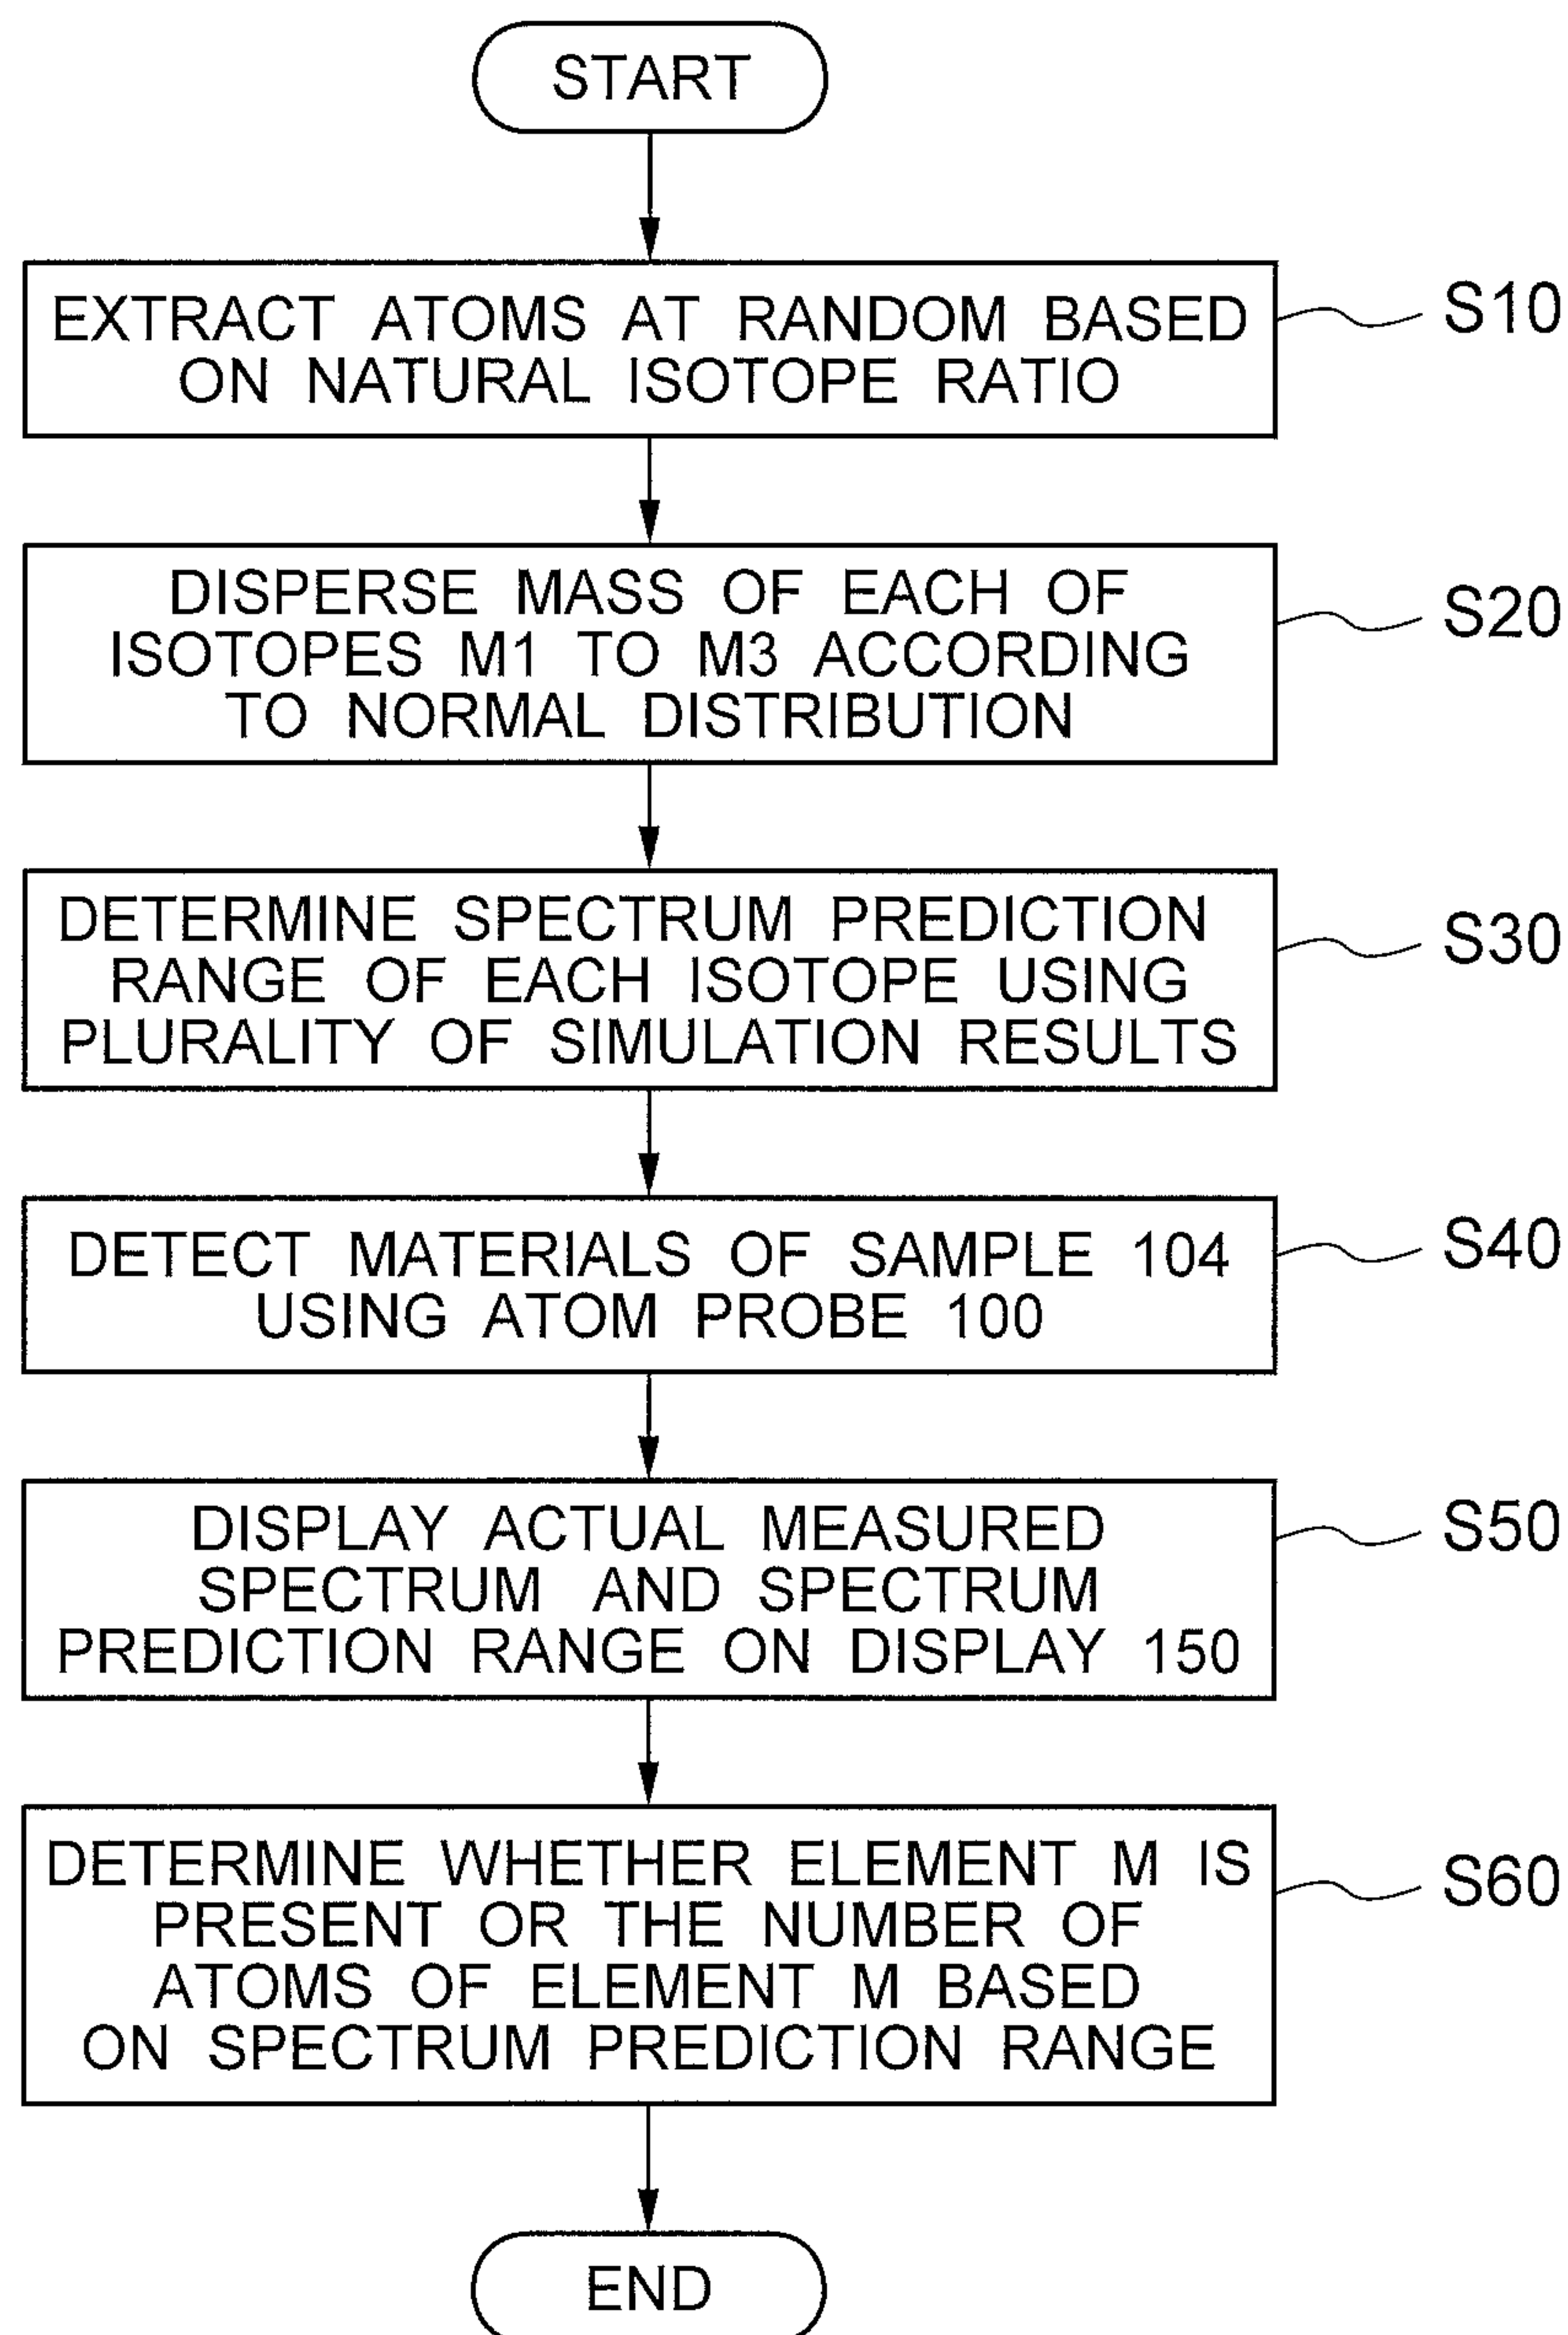 START
EXTRACT ATOMS AT RANDOM BASED
ON NATURAL ISOTOPE RATIO
S10
DISPERSE MASS OF EACH OF
ISOTOPES M1 TO M3 ACCORDING
TO NORMAL DISTRIBUTION
S20
DETERMINE SPECTRUM PREDICTION
RANGE OF EACH ISOTOPE USING
PLURALITY OF SIMULATION RESULTS
S30
DETECT MATERIALS OF SAMPLE 104
USING ATOM PROBE 100
S40
DISPLAY ACTUAL MEASURED
SPECTRUM AND SPECTRUM
PREDICTION RANGE ON DISPLAY 150
S50
DETERMINE WHETHER ELEMENT M IS
PRESENT OR THE NUMBER OF
ATOMS OF ELEMENT M BASED
ON SPECTRUM PREDICTION RANGE
S60
END